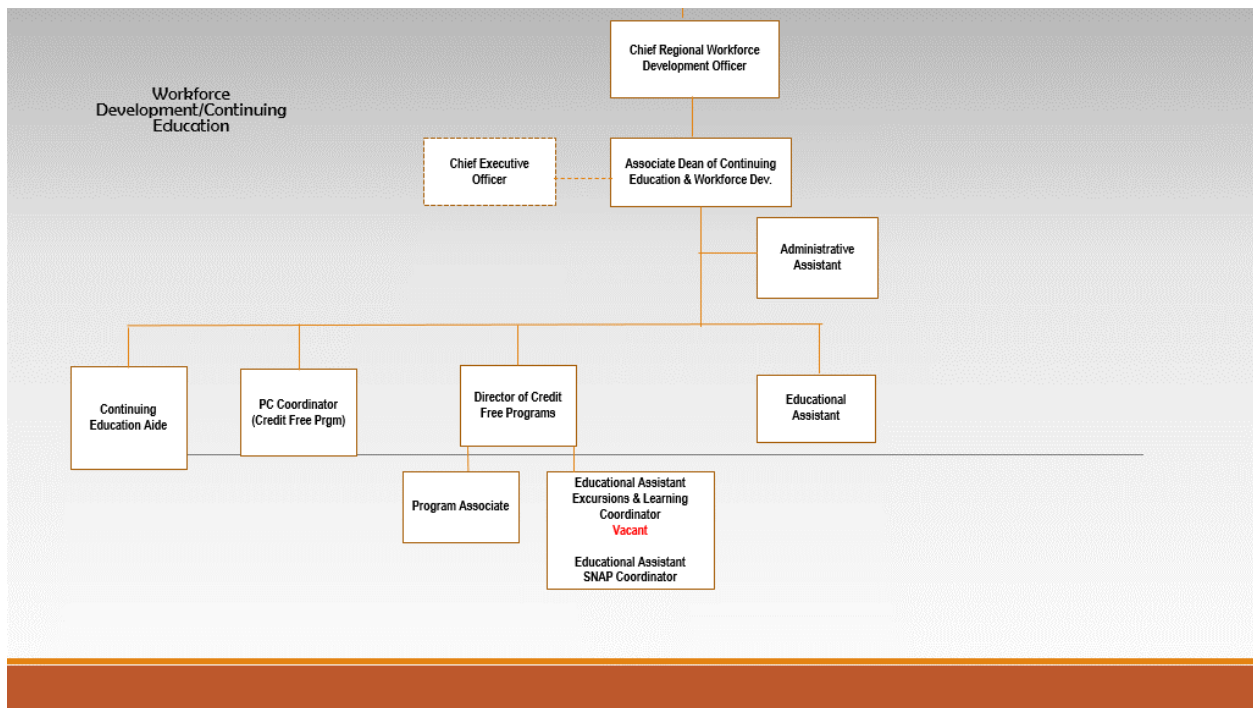 Workforce
Development/Continuing
Education
Chief Regional Workforce
Development Officer
Chief Executive
Officer
Associate Dean of Continuing
Education & Workforce Dev.
Administrative
Assistant
Continuing
Education Aide
PC Coordinator
(Credit Free Prgm)
Director of Credit
Free Programs
Educational
Assistant
Program Associate
Educational Assistant
Excursions & Learning
Coordinator
Vacant
Educational Assistant
SNAP Coordinator